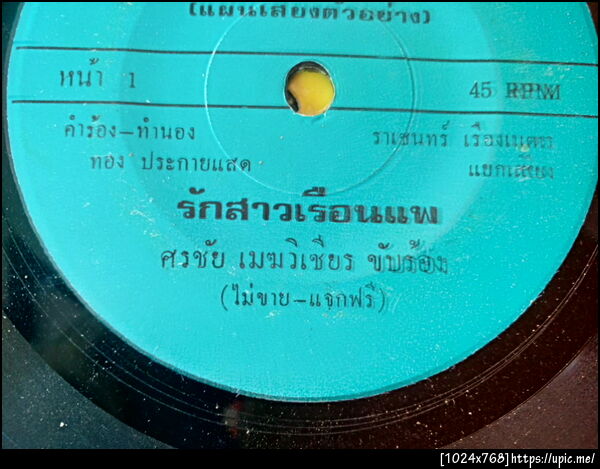 (แผ่นเสียงตัวอย่าง)
หน้า 1 45 RPM
คำร้อง-ทำนอง ราเชนทร์ เรืองเนตร
ทอง ประกายแสด แยกเสียง
รักสาวเรือนแพ
ศรชัย เมฆวิเชียร ขับร้อง
(ไม่ขาย-แจกฟรี)
[1024x768]https://upic.me/